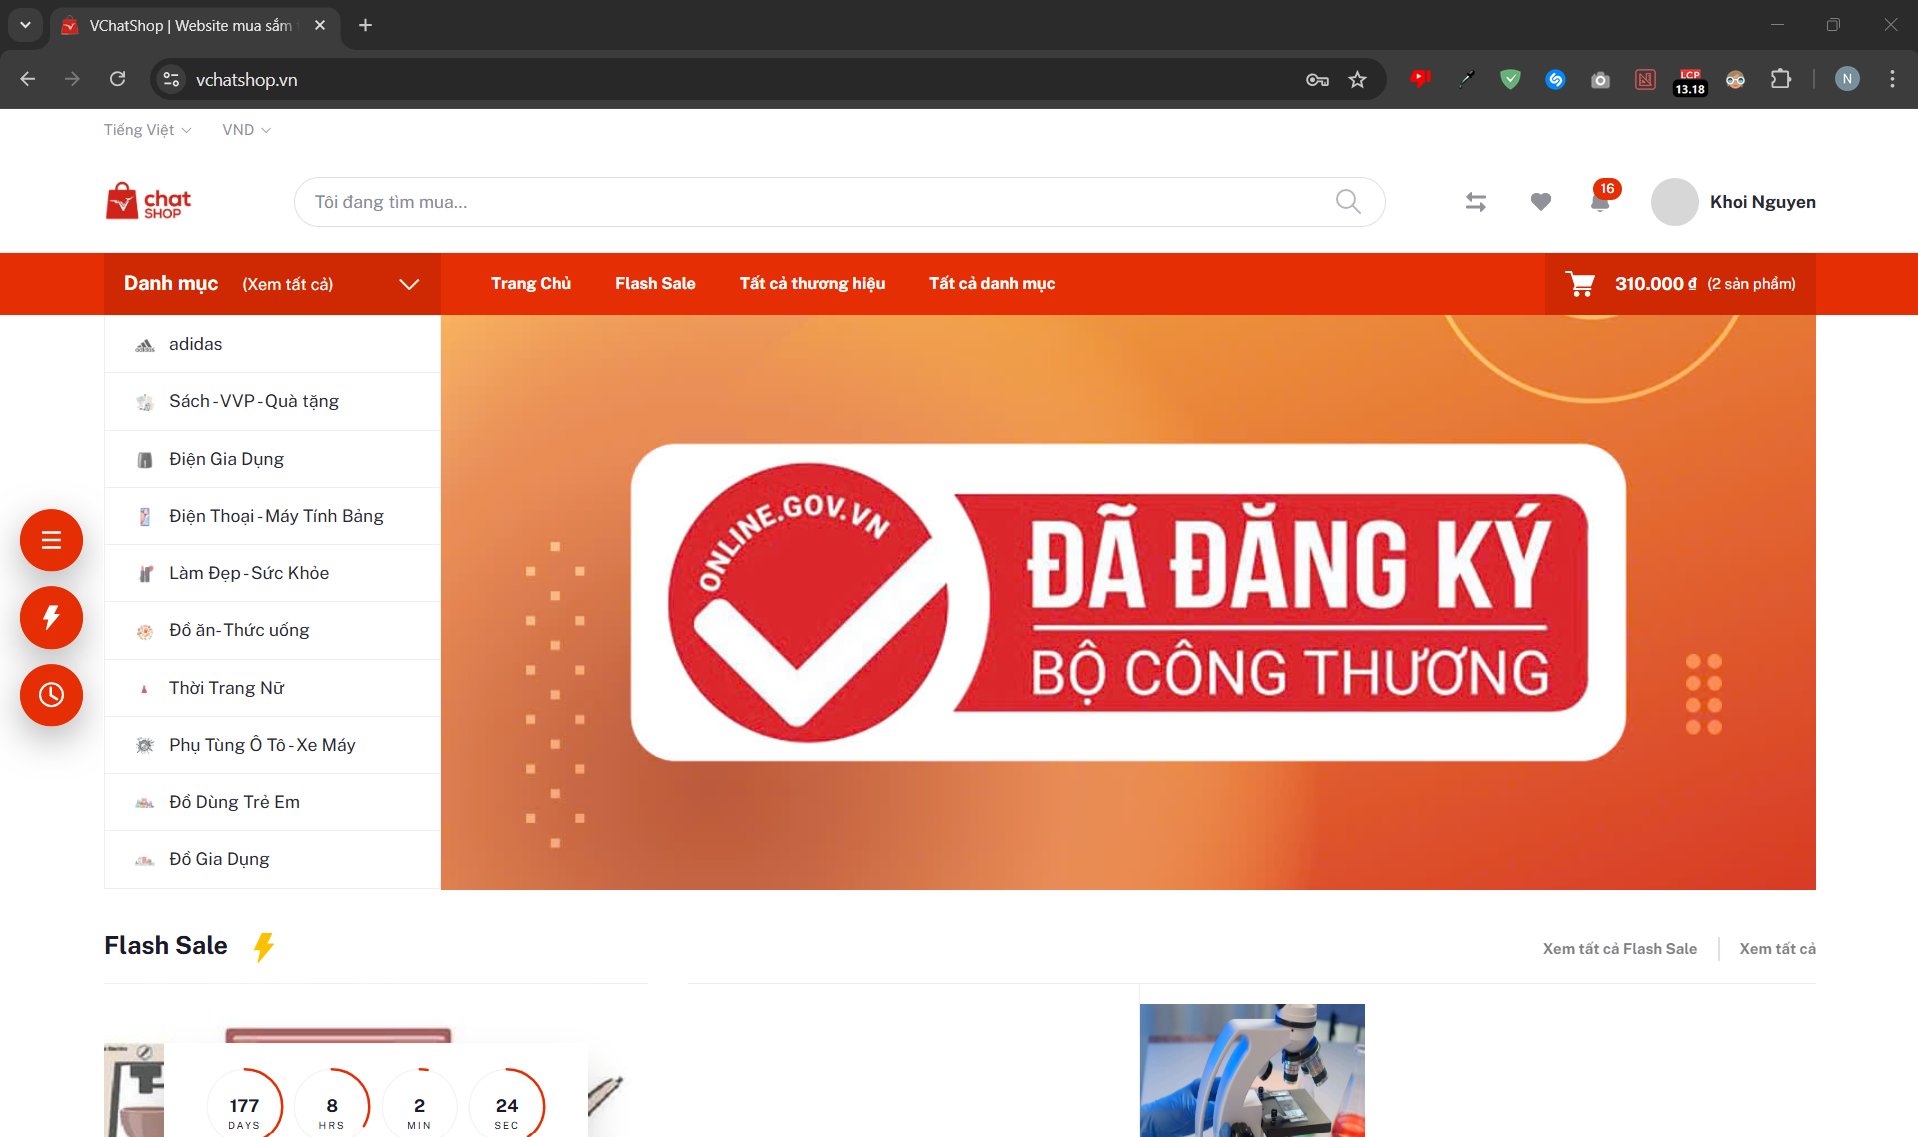 VChatShop | Website mua sắm
vchatshop.vn
LCP
13.18
N
Tiếng Việt
VND
chat
SHOP
Tôi đang tìm mua...
16
Khoi Nguyen
Danh mục (Xem tất cả)
Trang Chủ
Flash Sale
Tất cả thương hiệu
Tất cả danh mục
310.000 ₫ (2 sản phẩm)
adidas
Sách - VVP - Quà tặng
Điện Gia Dụng
Điện Thoại - Máy Tính Bảng
Làm Đẹp - Sức Khỏe
Đồ ăn- Thức uống
Thời Trang Nữ
Phụ Tùng Ô Tô - Xe Máy
Đồ Dùng Trẻ Em
Đồ Gia Dụng
ONLINE.GOV.VN
ĐÃ ĐĂNG KÝ
BỘ CÔNG THƯƠNG
Flash Sale
Xem tất cả Flash Sale
Xem tất cả
177
DAYS
8
HRS
2
MIN
24
SEC